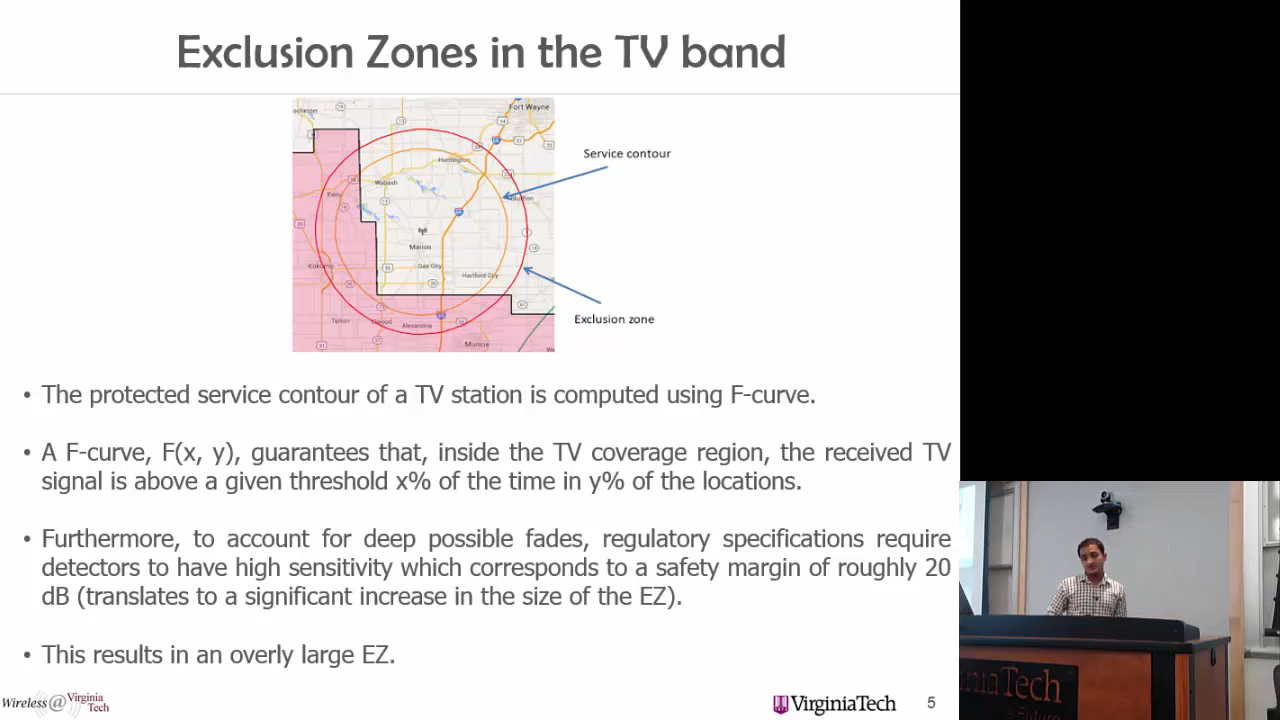 Exclusion Zones in the TV band
ochester
Fort Wayne
Huntington
Wabash
Peru
Bluffton
Marion
Gas City
Kokomo
Hartford City
Tipton
Elwood
Alexandria
Muncie
Service contour
Exclusion zone
• The protected service contour of a TV station is computed using F-curve.
• A F-curve, F(x, y), guarantees that, inside the TV coverage region, the received TV
signal is above a given threshold x% of the time in y% of the locations.
• Furthermore, to account for deep possible fades, regulatory specifications require
detectors to have high sensitivity which corresponds to a safety margin of roughly 20
dB (translates to a significant increase in the size of the EZ).
• This results in an overly large EZ.
Wireless@Virginia Tech
VirginiaTech
5
iniaTech